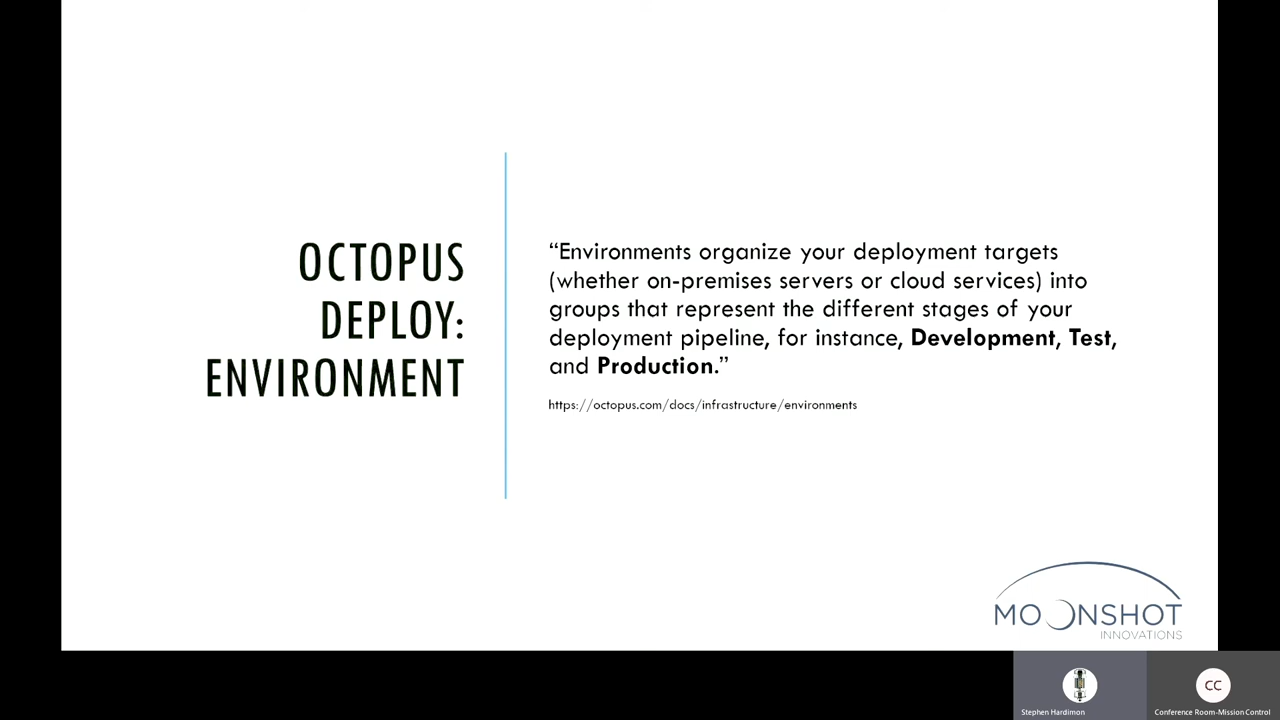 OCTOPUS
DEPLOY:
ENVIRONMENT
“Environments organize your deployment targets
(whether on-premises servers or cloud services) into
groups that represent the different stages of your
deployment pipeline, for instance, Development, Test,
and Production.”
https://octopus.com/docs/infrastructure/environments
MOONSHOT
INNOVATIONS
CC
Stephen Hardimon
Conference Room-Mission Control